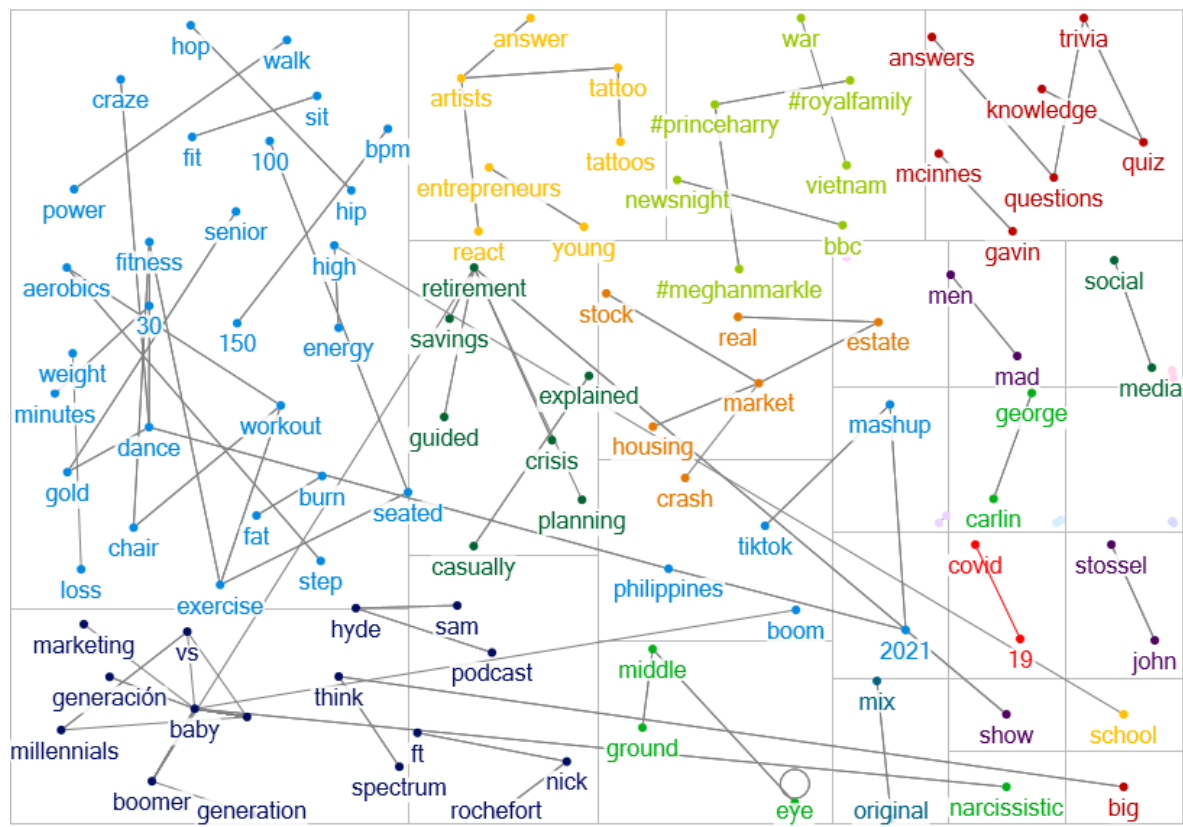 hop
walk
craze
sit
fit
100
bpm
power
hip
senior
fitness
high
aerobics
30
150
energy
weight
minutes
workout
dance
gold
burn
seated
fat
chair
step
loss
exercise
answer
artists
tattoo
tattoos
entrepreneurs
react
young
war
#royalfamily
#princeharry
vietnam
newsnight
bbc
#meghanmarkle
answers
trivia
knowledge
quiz
mcinnes
questions
gavin
retirement
savings
explained
guided
crisis
planning
casually
stock
real
estate
market
housing
crash
men
mad
social
media
george
carlin
mashup
tiktok
philippines
boom
2021
covid
19
stossel
john
marketing
vs
hyde
sam
podcast
generación
think
baby
millennials
ft
spectrum
nick
boomer
generation
rochefort
middle
ground
eye
mix
original
show
narcissistic
school
big